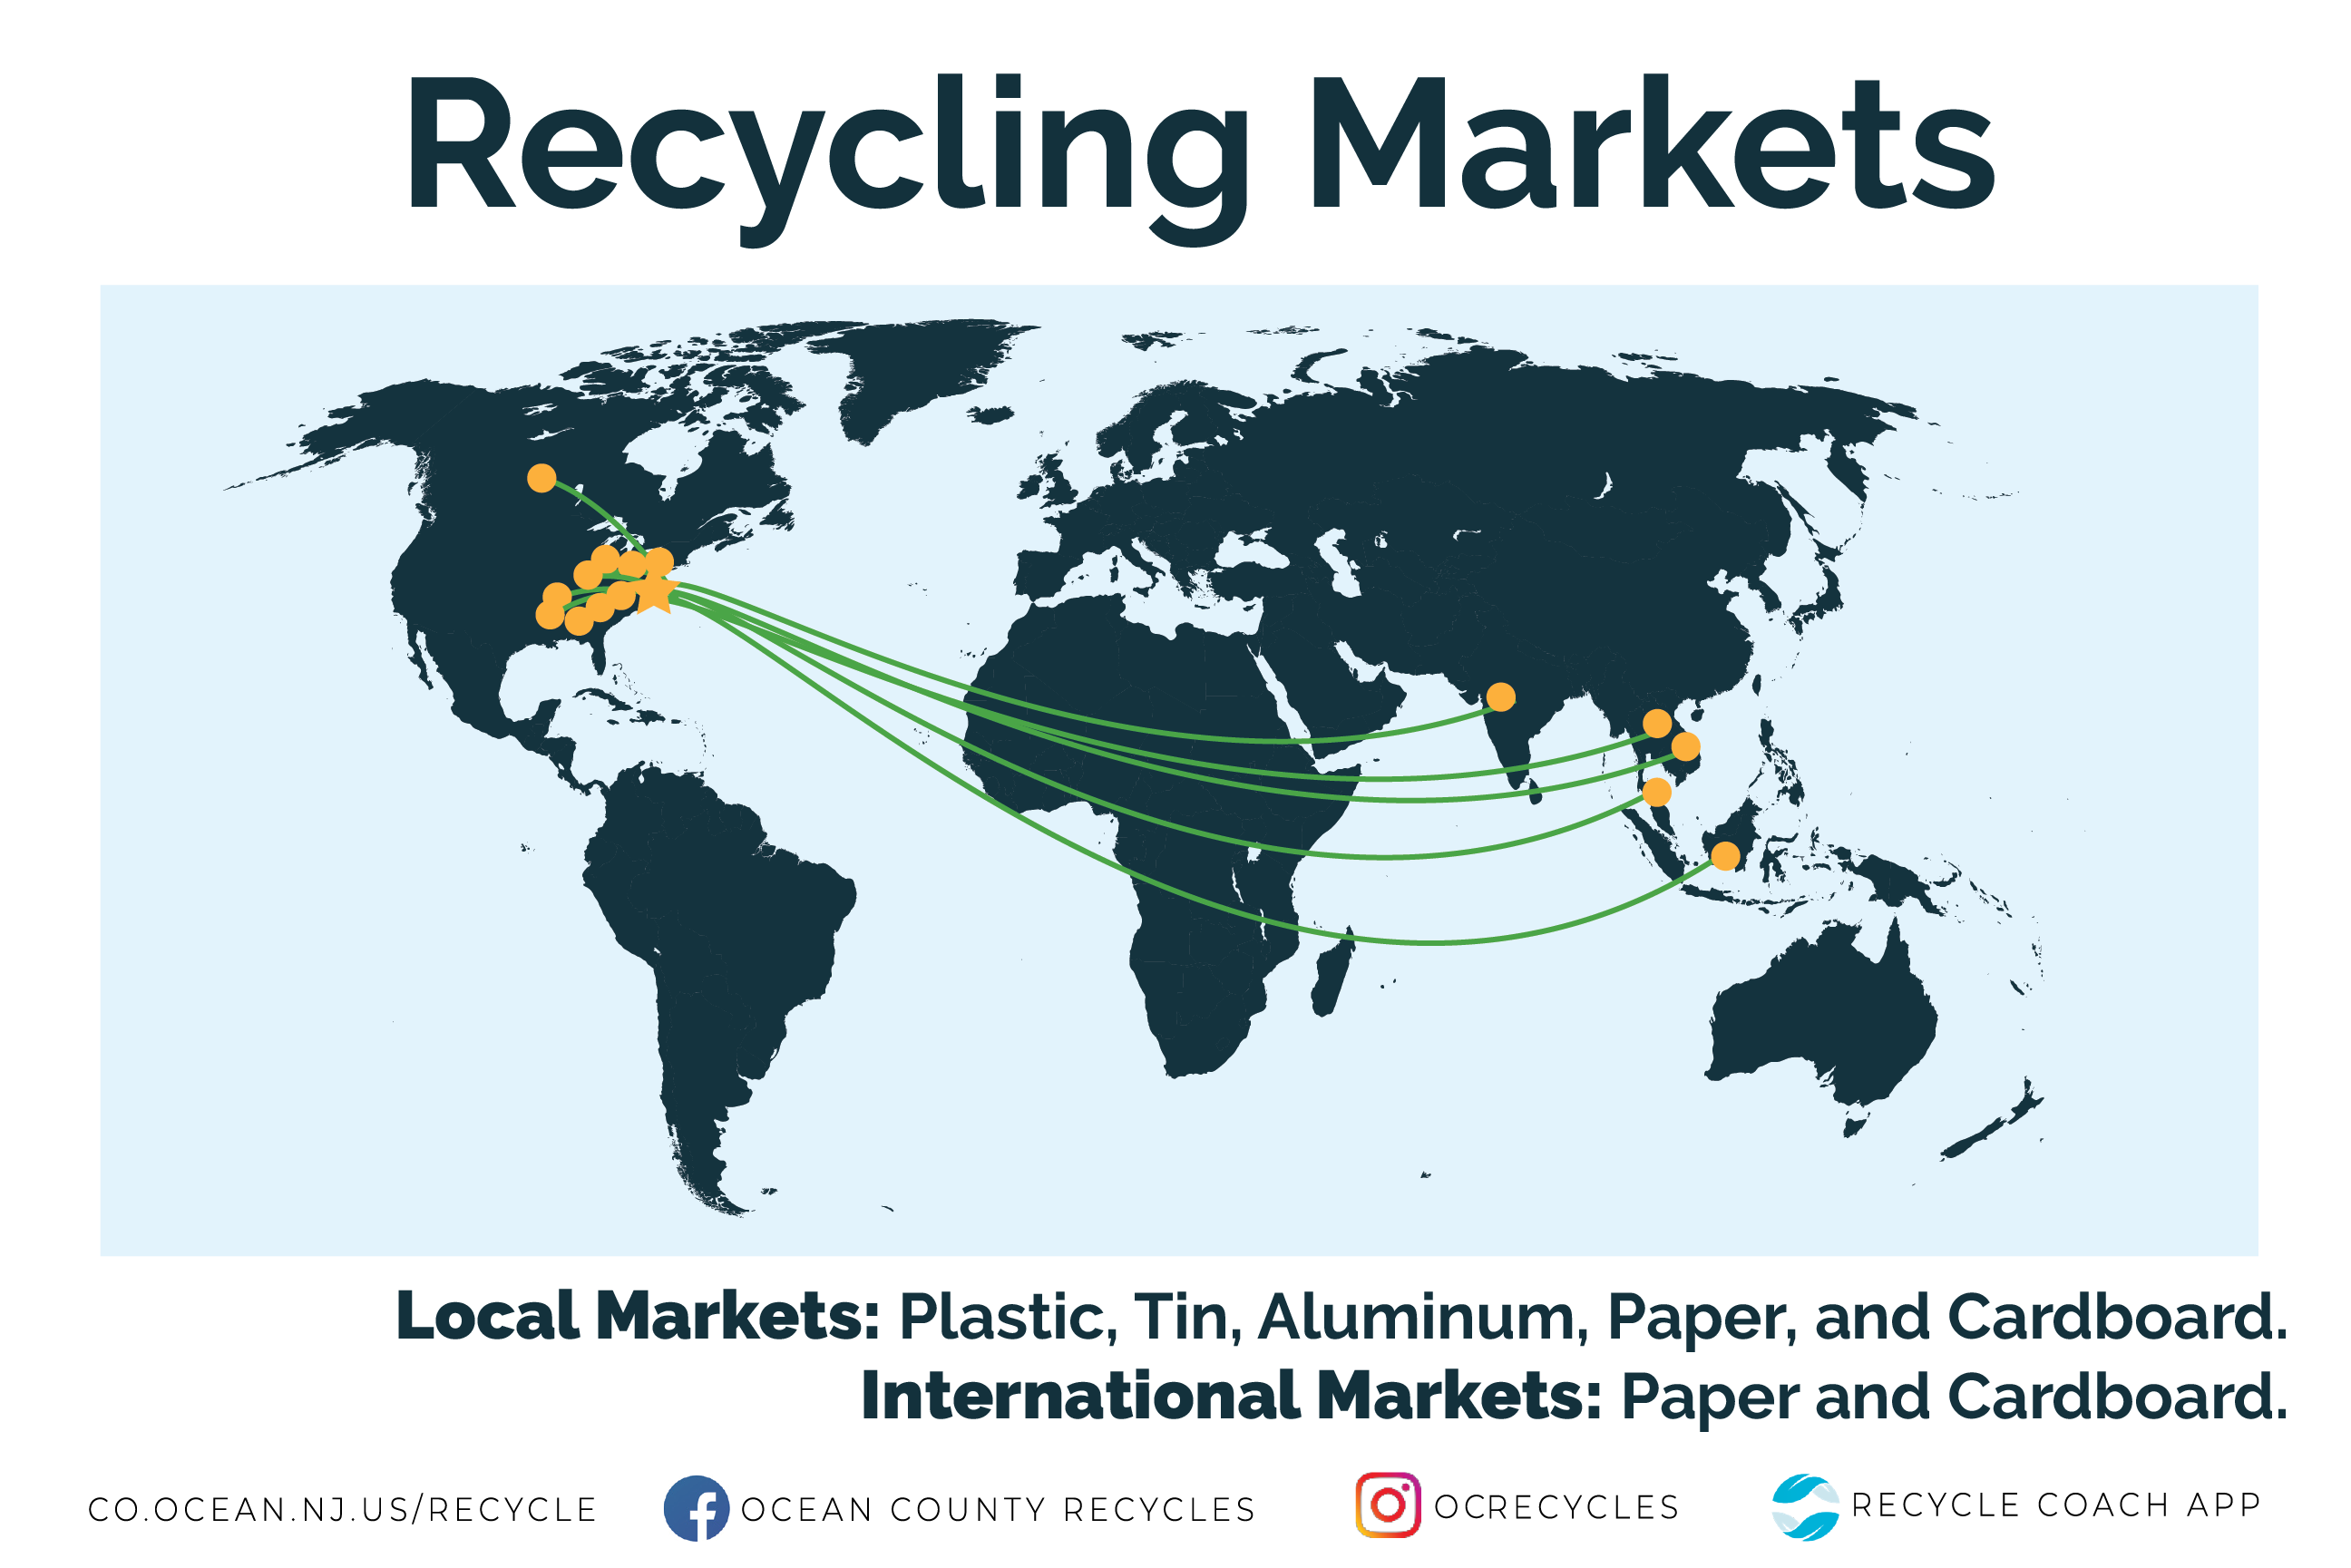 Recycling Markets
Local Markets: Plastic, Tin, Aluminum, Paper, and Cardboard.
International Markets: Paper and Cardboard.
CO.OCEAN.NJ.US/RECYCLE OCEAN COUNTY RECYCLES OCRECYCLES RECYCLE COACH APP